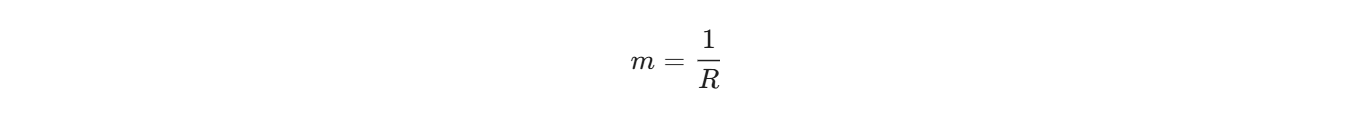 m = 1/R